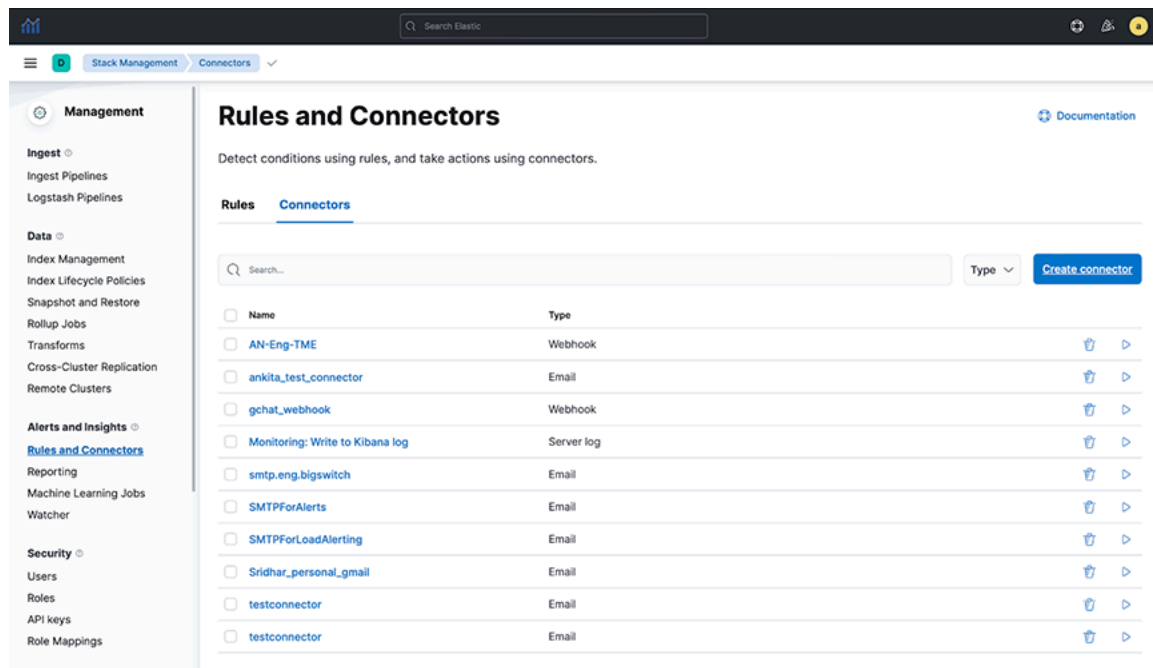 Search Elastic
a
D
Stack Management
Connectors
Management
Ingest
Ingest Pipelines
Logstash Pipelines
Data
Index Management
Index Lifecycle Policies
Snapshot and Restore
Rollup Jobs
Transforms
Cross-Cluster Replication
Remote Clusters
Alerts and Insights
Rules and Connectors
Reporting
Machine Learning Jobs
Watcher
Security
Users
Roles
API keys
Role Mappings
Rules and Connectors
Documentation
Detect conditions using rules, and take actions using connectors.
Rules Connectors
Search...
Type
Create connector
Name Type
AN-Eng-TME Webhook
ankita_test_connector Email
gchat_webhook Webhook
Monitoring: Write to Kibana log Server log
smtp.eng.bigswitch Email
SMTPForAlerts Email
SMTPForLoadAlerting Email
Sridhar_personal_gmail Email
testconnector Email
testconnector Email